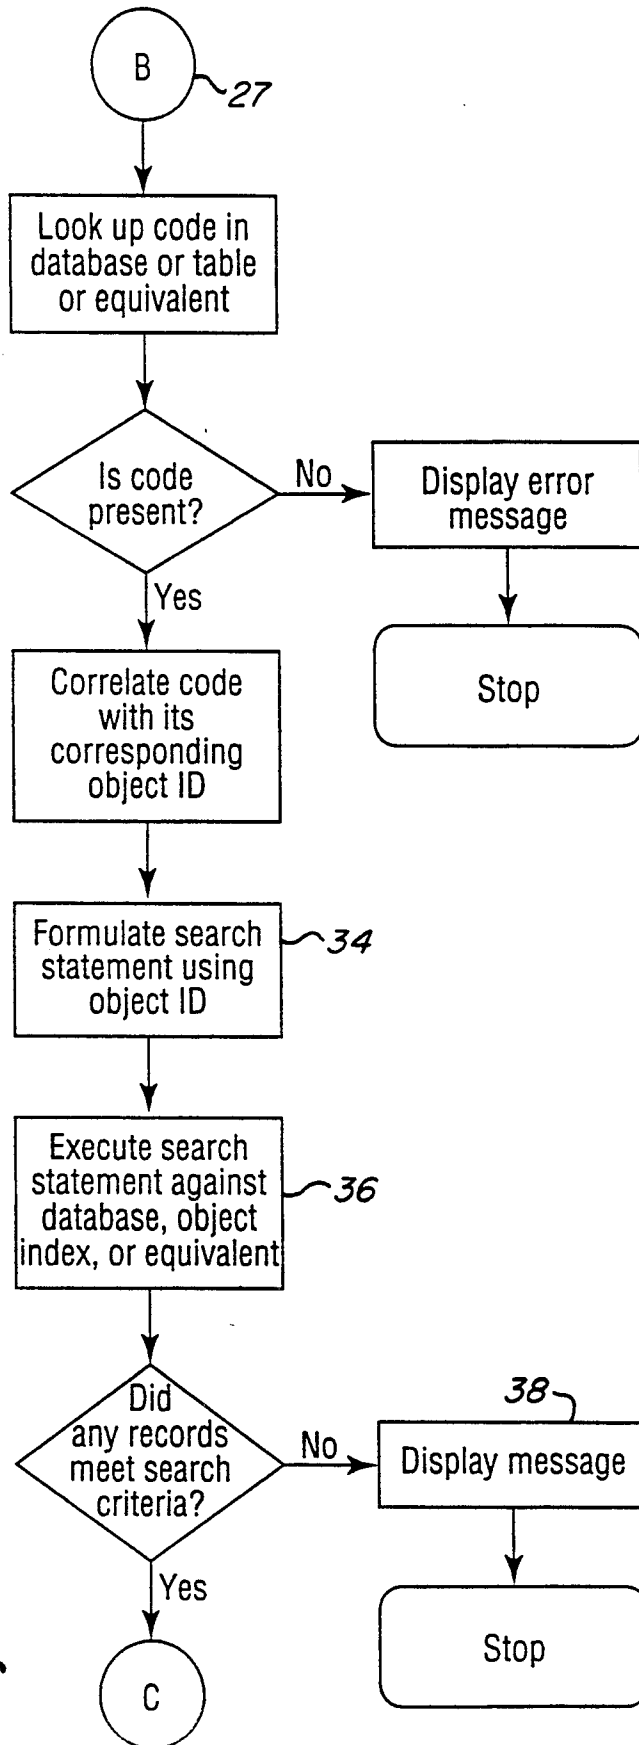 B
27
Look up code in
database or table
or equivalent
Is code
present?
No
Display error
message
Yes
Stop
Correlate code
with its
corresponding
object ID
Formulate search
statement using
object ID
34
Execute search
statement against
database, object
index, or equivalent
36
Did
any records
meet search
criteria?
No
38
Display message
Yes
Stop
C